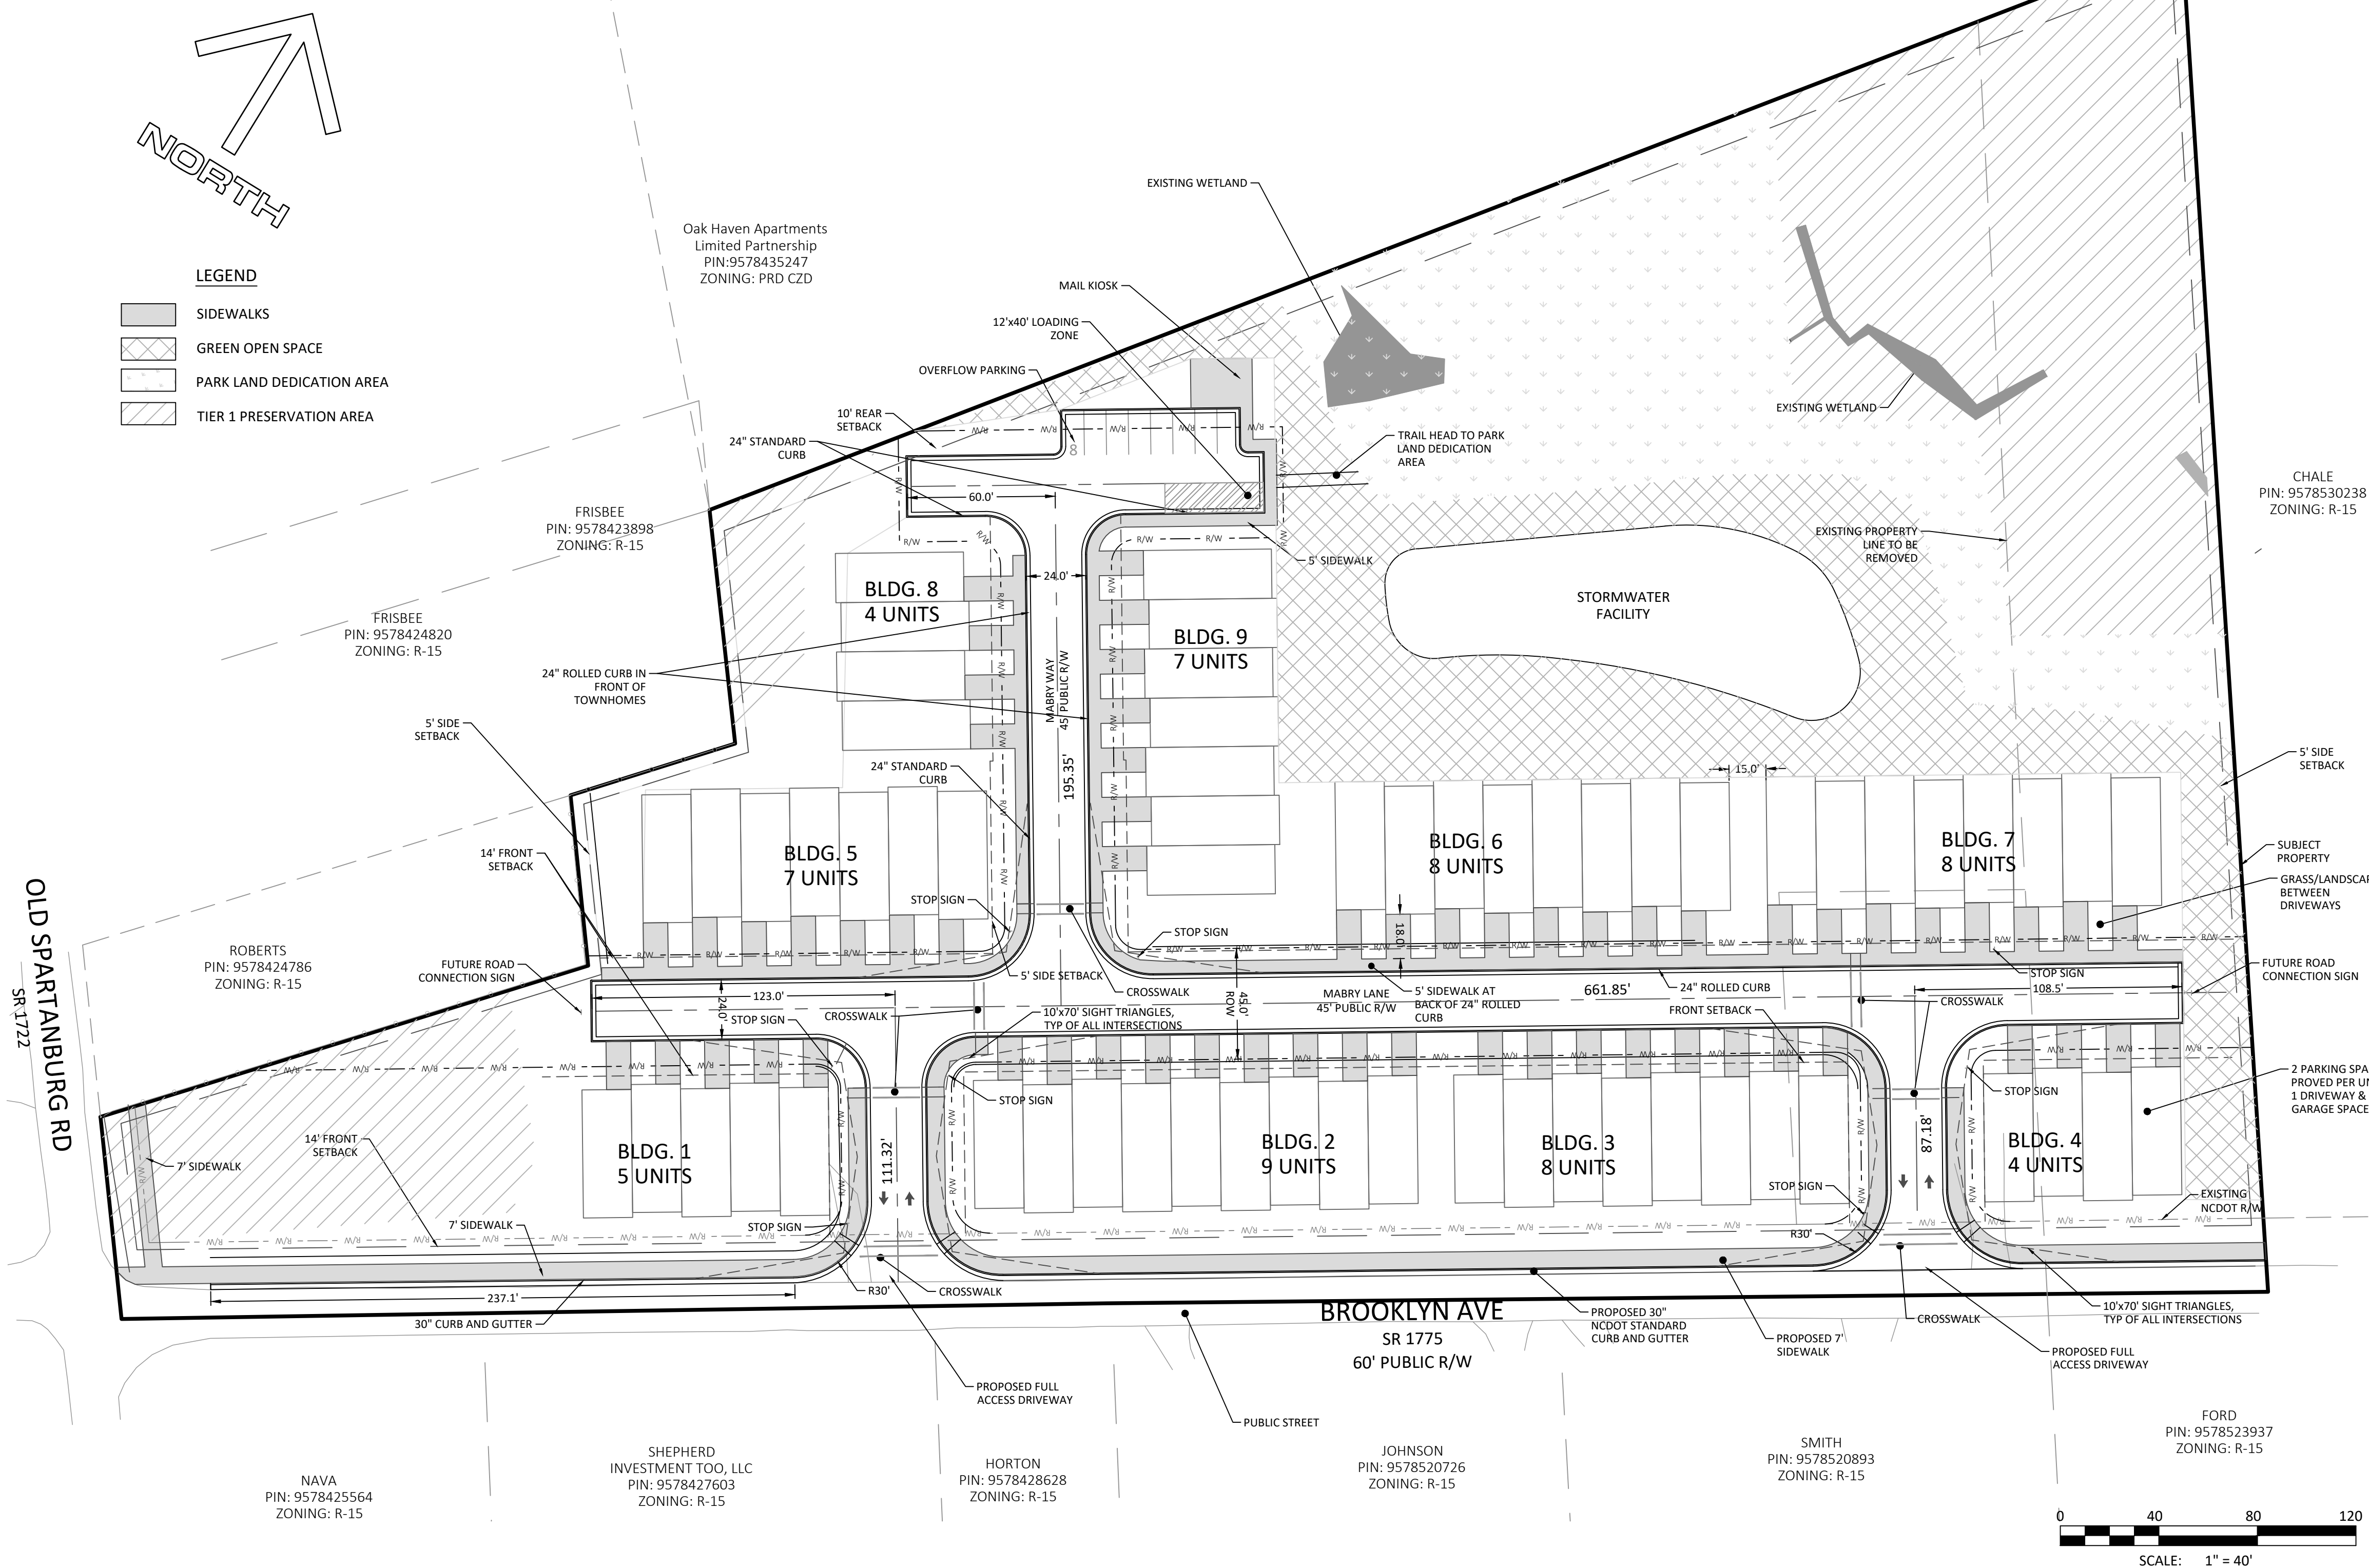 NORTH
LEGEND
SIDEWALKS
GREEN OPEN SPACE
PARK LAND DEDICATION AREA
TIER 1 PRESERVATION AREA
Oak Haven Apartments
Limited Partnership
PIN:9578435247
ZONING: PRD CZD
EXISTING WETLAND
MAIL KIOSK
12'x40' LOADING
ZONE
OVERFLOW PARKING
10' REAR
SETBACK
24" STANDARD
CURB
8
60.0'
TRAIL HEAD TO PARK
LAND DEDICATION
AREA
EXISTING WETLAND
CHALE
PIN: 9578530238
ZONING: R-15
FRISBEE
PIN: 9578423898
ZONING: R-15
EXISTING PROPERTY
LINE TO BE
REMOVED
5' SIDEWALK
24.0'
BLDG. 8
4 UNITS
BLDG. 9
7 UNITS
STORMWATER
FACILITY
FRISBEE
PIN: 9578424820
ZONING: R-15
24" ROLLED CURB IN
FRONT OF
TOWNHOMES
MABRY WAY
45' PUBLIC R/W
195.35'
5' SIDE
SETBACK
24" STANDARD
CURB
15.0'
5' SIDE
SETBACK
BLDG. 5
7 UNITS
BLDG. 6
8 UNITS
BLDG. 7
8 UNITS
SUBJECT
PROPERTY
14' FRONT
SETBACK
GRASS/LANDSCAP
BETWEEN
DRIVEWAYS
STOP SIGN
STOP SIGN
18.0'
OLD SPARTANBURG RD
SR 1722
ROBERTS
PIN: 9578424786
ZONING: R-15
FUTURE ROAD
CONNECTION SIGN
5' SIDE SETBACK
STOP SIGN
FUTURE ROAD
CONNECTION SIGN
123.0'
24.0'
STOP SIGN
CROSSWALK
CROSSWALK
10'x70' SIGHT TRIANGLES,
TYP OF ALL INTERSECTIONS
45.0'
ROW
MABRY LANE
45' PUBLIC R/W
5' SIDEWALK AT
BACK OF 24" ROLLED
CURB
661.85'
24" ROLLED CURB
FRONT SETBACK
CROSSWALK
108.5'
STOP SIGN
STOP SIGN
2 PARKING SPA
PROVED PER UN
1 DRIVEWAY &
GARAGE SPACE
14' FRONT
SETBACK
7' SIDEWALK
BLDG. 1
5 UNITS
111.32'
BLDG. 2
9 UNITS
BLDG. 3
8 UNITS
87.18'
BLDG. 4
4 UNITS
STOP SIGN
EXISTING
NCDOT R/W
7' SIDEWALK
STOP SIGN
R30'
237.1'
30" CURB AND GUTTER
R30'
CROSSWALK
BROOKLYN AVE
SR 1775
60' PUBLIC R/W
PROPOSED 30"
NCDOT STANDARD
CURB AND GUTTER
PROPOSED 7'
SIDEWALK
CROSSWALK
10'x70' SIGHT TRIANGLES,
TYP OF ALL INTERSECTIONS
PROPOSED FULL
ACCESS DRIVEWAY
PROPOSED FULL
ACCESS DRIVEWAY
PUBLIC STREET
NAVA
PIN: 9578425564
ZONING: R-15
SHEPHERD
INVESTMENT TOO, LLC
PIN: 9578427603
ZONING: R-15
HORTON
PIN: 9578428628
ZONING: R-15
JOHNSON
PIN: 9578520726
ZONING: R-15
SMITH
PIN: 9578520893
ZONING: R-15
FORD
PIN: 9578523937
ZONING: R-15
0 40 80 120
SCALE: 1" = 40'